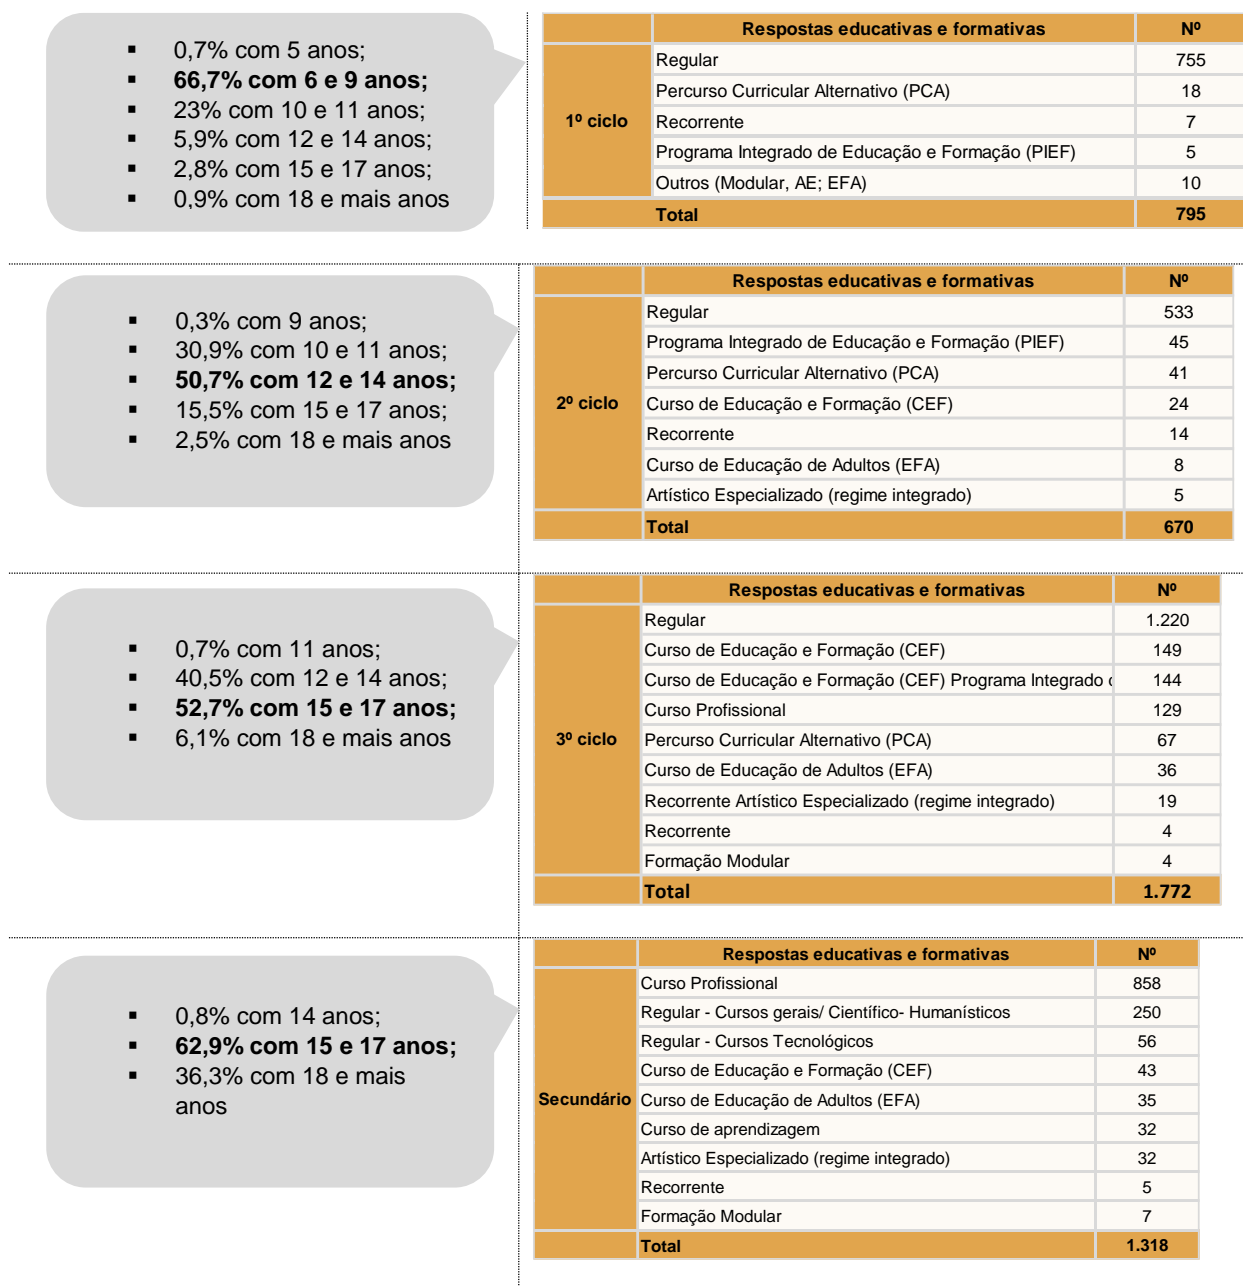 ▪ 0,7% com 5 anos;
▪ 66,7% com 6 e 9 anos;
▪ 23% com 10 e 11 anos;
▪ 5,9% com 12 e 14 anos;
▪ 2,8% com 15 e 17 anos;
▪ 0,9% com 18 e mais anos
Respostas educativas e formativas Nº
1º ciclo
Regular 755
Percurso Curricular Alternativo (PCA) 18
Recorrente 7
Programa Integrado de Educação e Formação (PIEF) 5
Outros (Modular, AE; EFA) 10
Total 795
▪ 0,3% com 9 anos;
▪ 30,9% com 10 e 11 anos;
▪ 50,7% com 12 e 14 anos;
▪ 15,5% com 15 e 17 anos;
▪ 2,5% com 18 e mais anos
Respostas educativas e formativas Nº
2º ciclo
Regular 533
Programa Integrado de Educação e Formação (PIEF) 45
Percurso Curricular Alternativo (PCA) 41
Curso de Educação e Formação (CEF) 24
Recorrente 14
Curso de Educação de Adultos (EFA) 8
Artístico Especializado (regime integrado) 5
Total 670
▪ 0,7% com 11 anos;
▪ 40,5% com 12 e 14 anos;
▪ 52,7% com 15 e 17 anos;
▪ 6,1% com 18 e mais anos
Respostas educativas e formativas Nº
3º ciclo
Regular 1.220
Curso de Educação e Formação (CEF) 149
Curso de Educação e Formação (CEF) Programa Integrado 144
Curso Profissional 129
Percurso Curricular Alternativo (PCA) 67
Curso de Educação de Adultos (EFA) 36
Recorrente Artístico Especializado (regime integrado) 19
Recorrente 4
Formação Modular 4
Total 1.772
▪ 0,8% com 14 anos;
▪ 62,9% com 15 e 17 anos;
▪ 36,3% com 18 e mais
anos
Respostas educativas e formativas Nº
Secundário
Curso Profissional 858
Regular - Cursos gerais/ Científico- Humanísticos 250
Regular - Cursos Tecnológicos 56
Curso de Educação e Formação (CEF) 43
Curso de Educação de Adultos (EFA) 35
Curso de aprendizagem 32
Artístico Especializado (regime integrado) 32
Recorrente 5
Formação Modular 7
Total 1.318